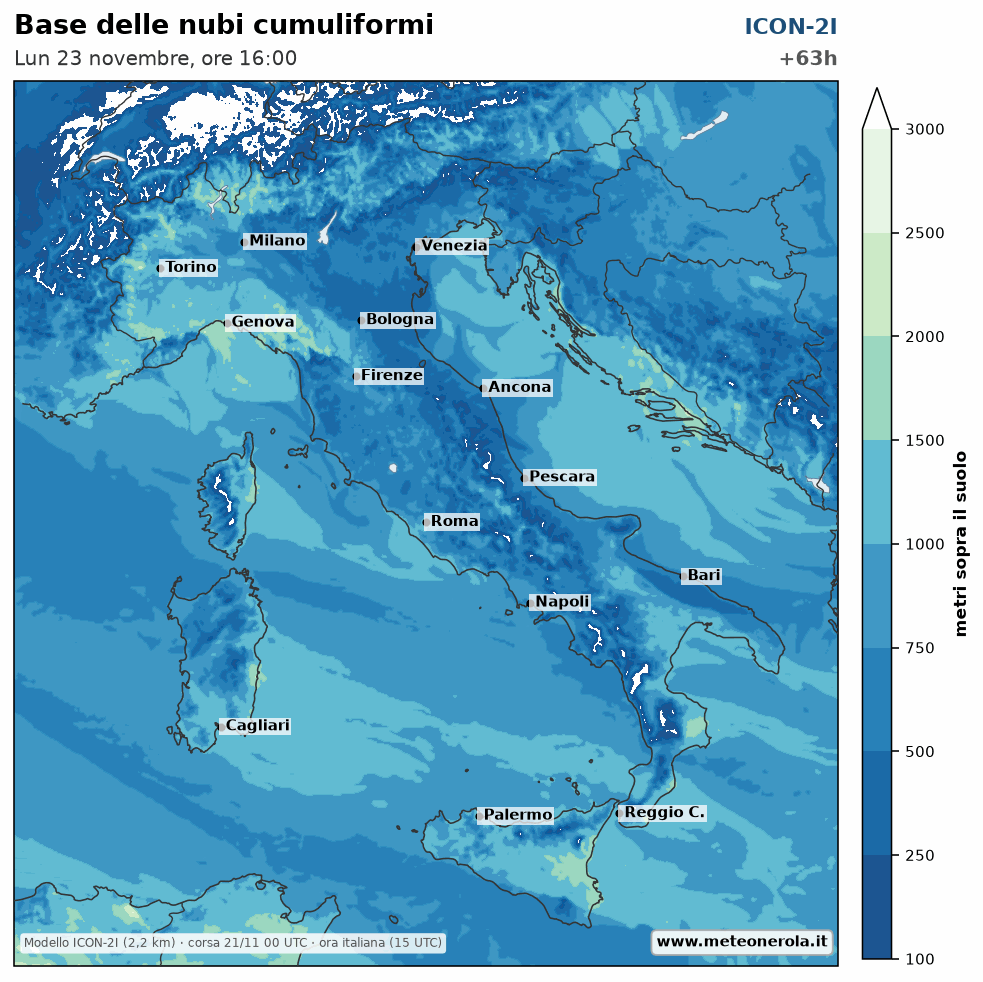 Base delle nubi cumuliformi
ICON-2I
Lun 23 novembre, ore 16:00
+63h
Milano
Venezia
Torino
Genova
Bologna
Firenze
Ancona
Pescara
Roma
Bari
Napoli
Cagliari
Palermo
Reggio C.
3000
2500
2000
1500
1000
750
500
250
100
metri sopra il suolo
Modello ICON-2I (2,2 km) · corsa 21/11 00 UTC · ora italiana (15 UTC)
www.meteonerola.it